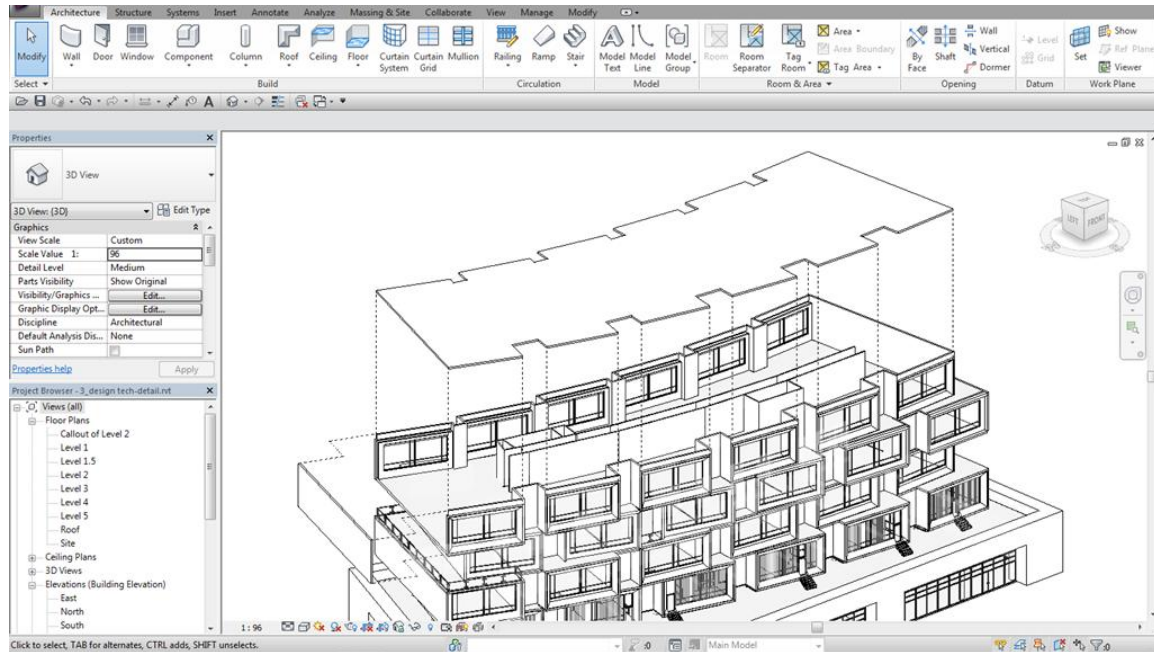 Architecture Structure Systems Insert Annotate Analyze Massing & Site Collaborate View Manage Modify
Modify Wall Door Window Component Column Roof Ceiling Floor Curtain System Curtain Grid Mullion Railing Ramp Stair Model Text Model Line Model Group Room Room Separator Tag Room By Face Shaft Set
Area
Area Boundary
Tag Area
Wall
Vertical
Dormer
Level
Grid
Show
Ref Plane
Viewer
Select Build Circulation Model Room & Area Opening Datum Work Plane
Properties
3D View
3D View: {3D} Edit Type
Graphics
View Scale Custom
Scale Value 1: 96
Detail Level Medium
Parts Visibility Show Original
Visibility/Graphics ... Edit...
Graphic Display Opt... Edit...
Discipline Architectural
Default Analysis Dis... None
Sun Path
Properties help Apply
Project Browser - 3_design tech-detail.rvt
Views (all)
Floor Plans
Callout of Level 2
Level 1
Level 1.5
Level 2
Level 3
Level 4
Level 5
Roof
Site
Ceiling Plans
3D Views
Elevations (Building Elevation)
East
North
South
TOP
LEFT FRONT
1 : 96
Click to select, TAB for alternates, CTRL adds, SHIFT unselects. :0 Main Model :0